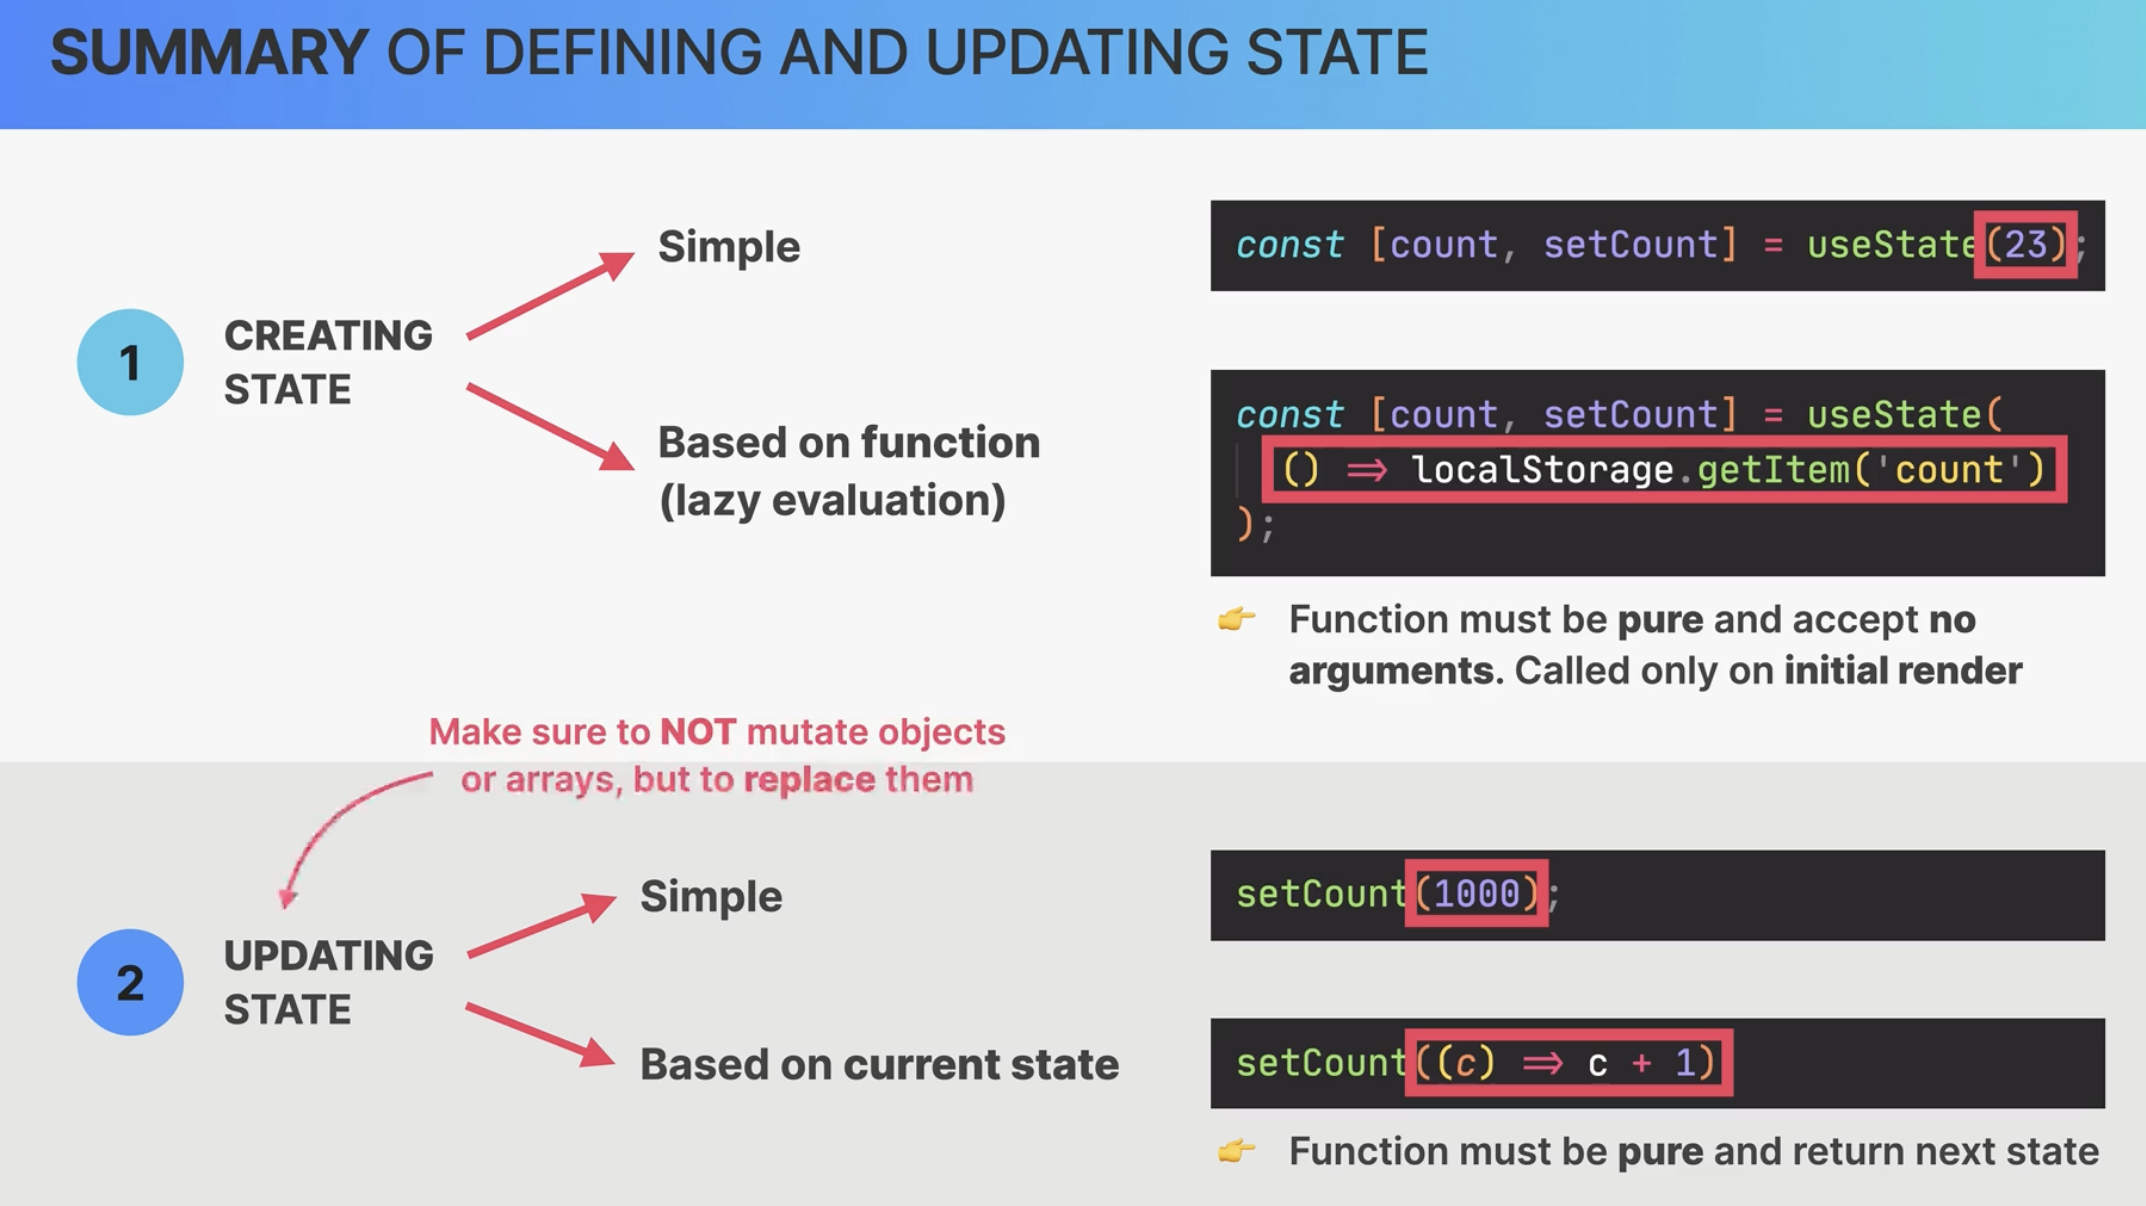 SUMMARY OF DEFINING AND UPDATING STATE
1
CREATING
STATE
Simple
const [count, setCount] = useState(23);
Based on function
(lazy evaluation)
const [count, setCount] = useState(
() => localStorage.getItem('count')
);
👉 Function must be pure and accept no
arguments. Called only on initial render
Make sure to NOT mutate objects
or arrays, but to replace them
2
UPDATING
STATE
Simple
setCount(1000);
Based on current state
setCount((c) => c + 1)
👉 Function must be pure and return next state